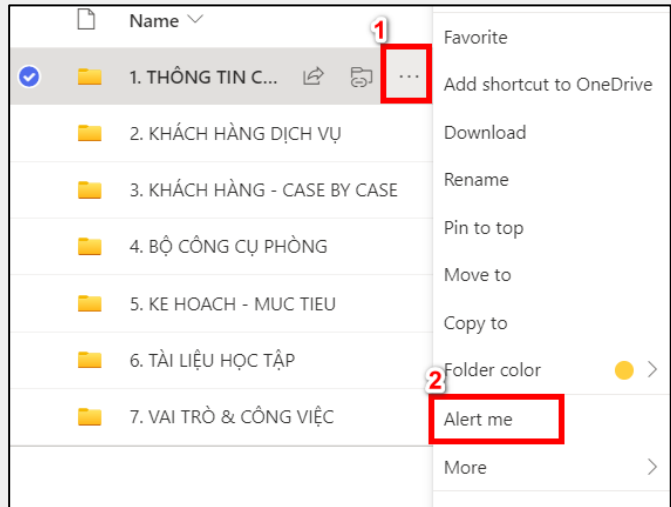 Name
1
1. THÔNG TIN C... ...
2. KHÁCH HÀNG DỊCH VỤ
3. KHÁCH HÀNG - CASE BY CASE
4. BỘ CÔNG CỤ PHÒNG
5. KE HOACH - MUC TIEU
6. TÀI LIỆU HỌC TẬP
7. VAI TRÒ & CÔNG VIỆC
Favorite
Add shortcut to OneDrive
Download
Rename
Pin to top
Move to
Copy to
Folder color
2
Alert me
More